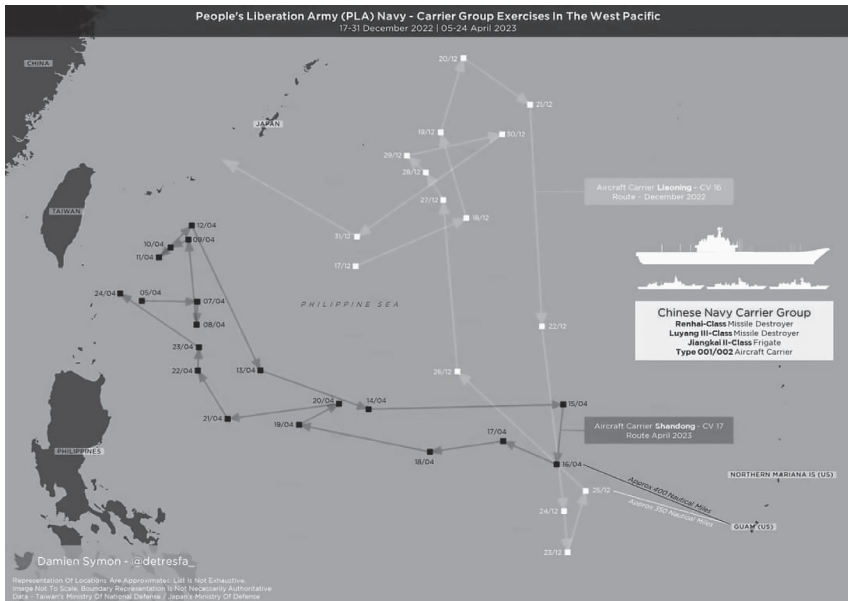 People's Liberation Army (PLA) Navy - Carrier Group Exercises In The West Pacific
17-31 December 2022 | 05-24 April 2023
CHINA
JAPAN
TAIWAN
PHILIPPINE SEA
PHILIPPINES
20/12
21/12
19/12
30/12
29/12
28/12
27/12
18/12
31/12
17/12
22/12
26/12
25/12
24/12
23/12
12/04
09/04
10/04
11/04
24/04
05/04
07/04
08/04
23/04
22/04
13/04
21/04
20/04
19/04
14/04
15/04
17/04
18/04
16/04
Aircraft Carrier Liaoning - CV 16
Route - December 2022
Chinese Navy Carrier Group
Renhai-Class Missile Destroyer
Luyang III-Class Missile Destroyer
Jiangkai II-Class Frigate
Type 001/002 Aircraft Carrier
Aircraft Carrier Shandong - CV 17
Route April 2023
NORTHERN MARIANA IS (US)
Approx 400 Nautical Miles
Approx 350 Nautical Miles
GUAM (US)
Damien Symon - @detresfa_
Representation Of Locations Are Approximates. List Is Not Exhaustive.
Image Not To Scale, Boundary Representation Is Not Necessarily Authoritative
Data - Taiwan's Ministry Of National Defense / Japan's Ministry Of Defense